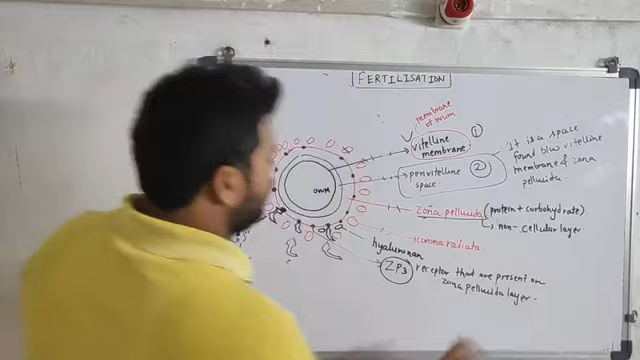 FERTILISATION
membrane
of ovum
vitelline
membrane
1
It is a space
found b/w vitelline
membrane & zona
pellucida.
perivitelline
space
2
OVUM
zona pellucida (protein + carbohydrate)
non-cellular layer
corona radiata
hyaluronan
ZP3 receptor that are present on
zona pellucida layer.